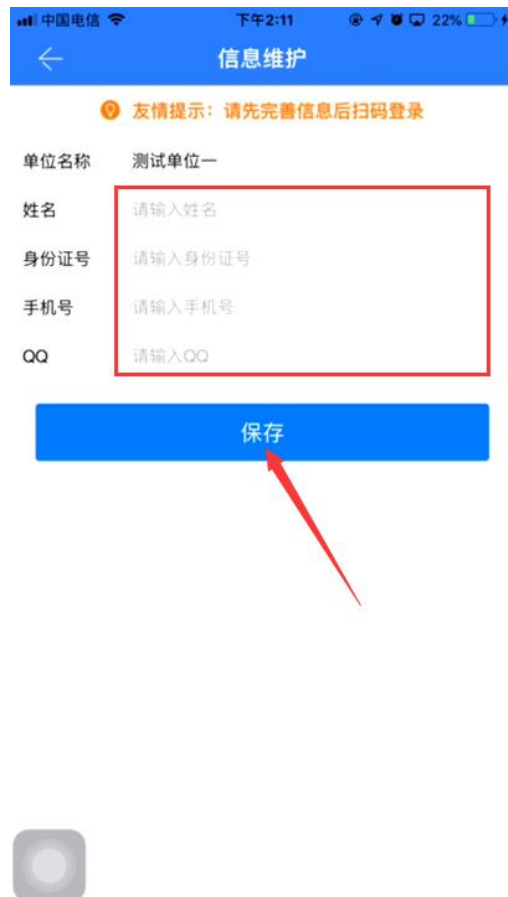 中国电信 下午2:11 22%
信息维护
友情提示：请先完善信息后扫码登录
单位名称 测试单位一
姓名 请输入姓名
身份证号 请输入身份证号
手机号 请输入手机号
QQ 请输入QQ
保存